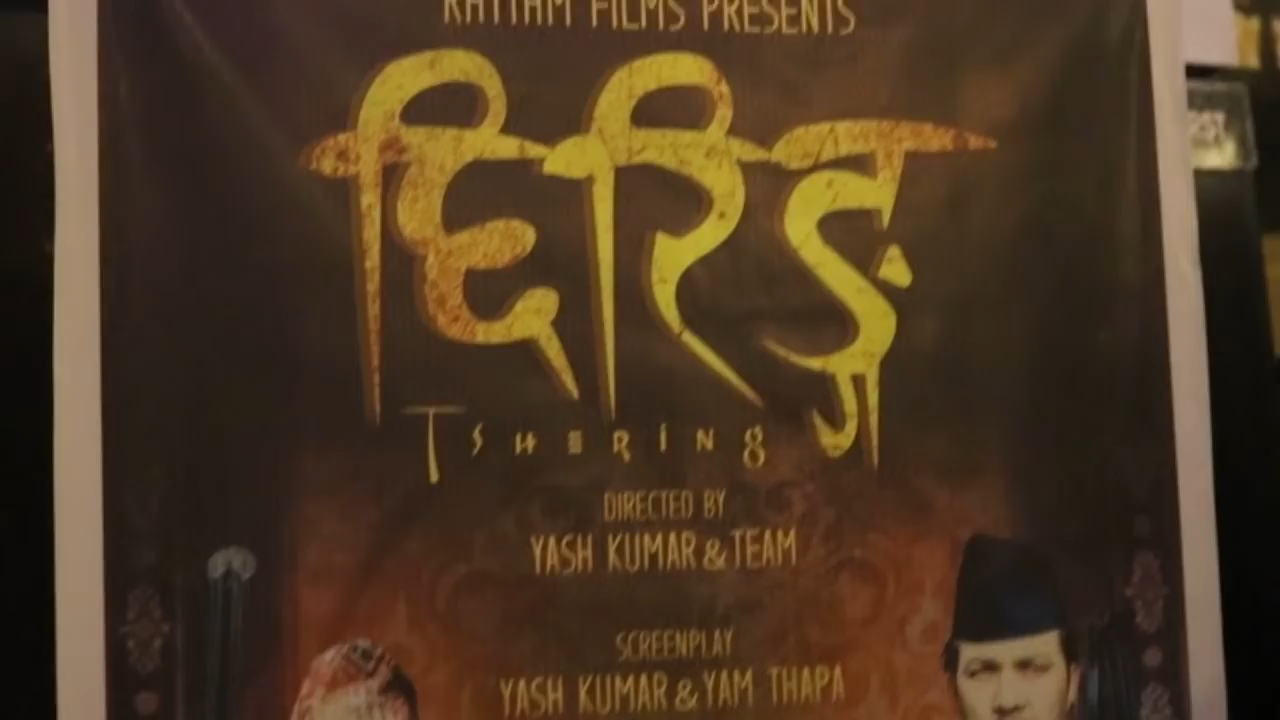 RHYTHM FILMS PRESENTS
छिरिङ्ग
TSHERING
DIRECTED BY
YASH KUMAR & TEAM
SCREENPLAY
YASH KUMAR & YAM THAPA